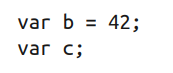 var b = 42;
var c;